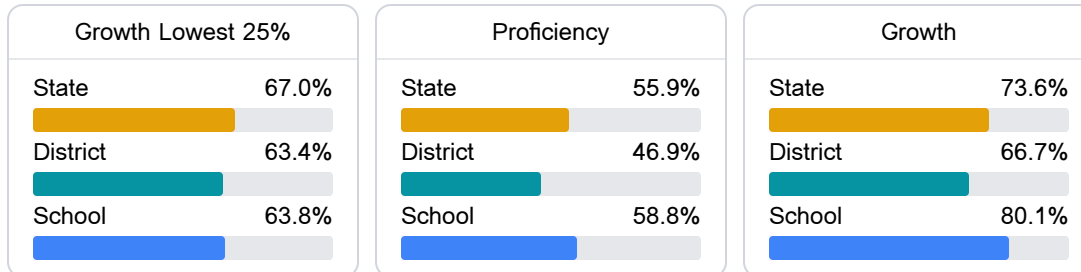 Growth Lowest 25%
State 67.0%
District 63.4%
School 63.8%
Proficiency
State 55.9%
District 46.9%
School 58.8%
Growth
State 73.6%
District 66.7%
School 80.1%